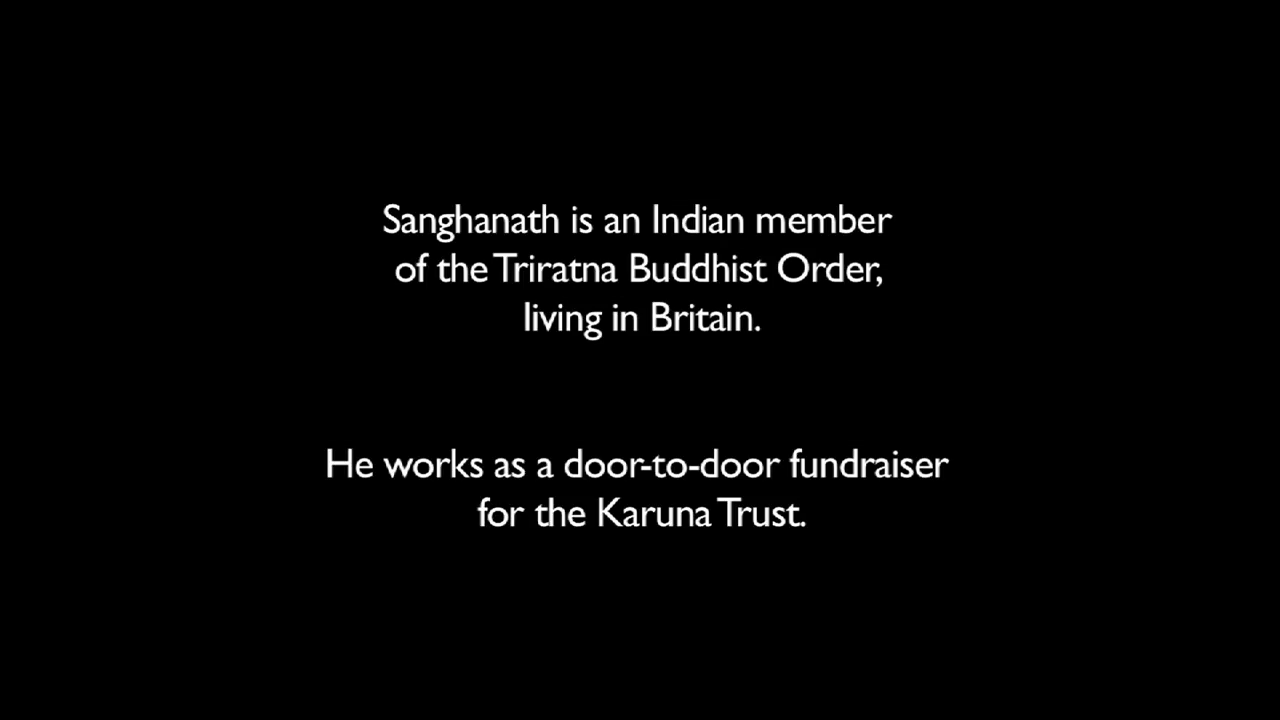 Sanghanath is an Indian member
of the Triratna Buddhist Order,
living in Britain.
He works as a door-to-door fundraiser
for the Karuna Trust.